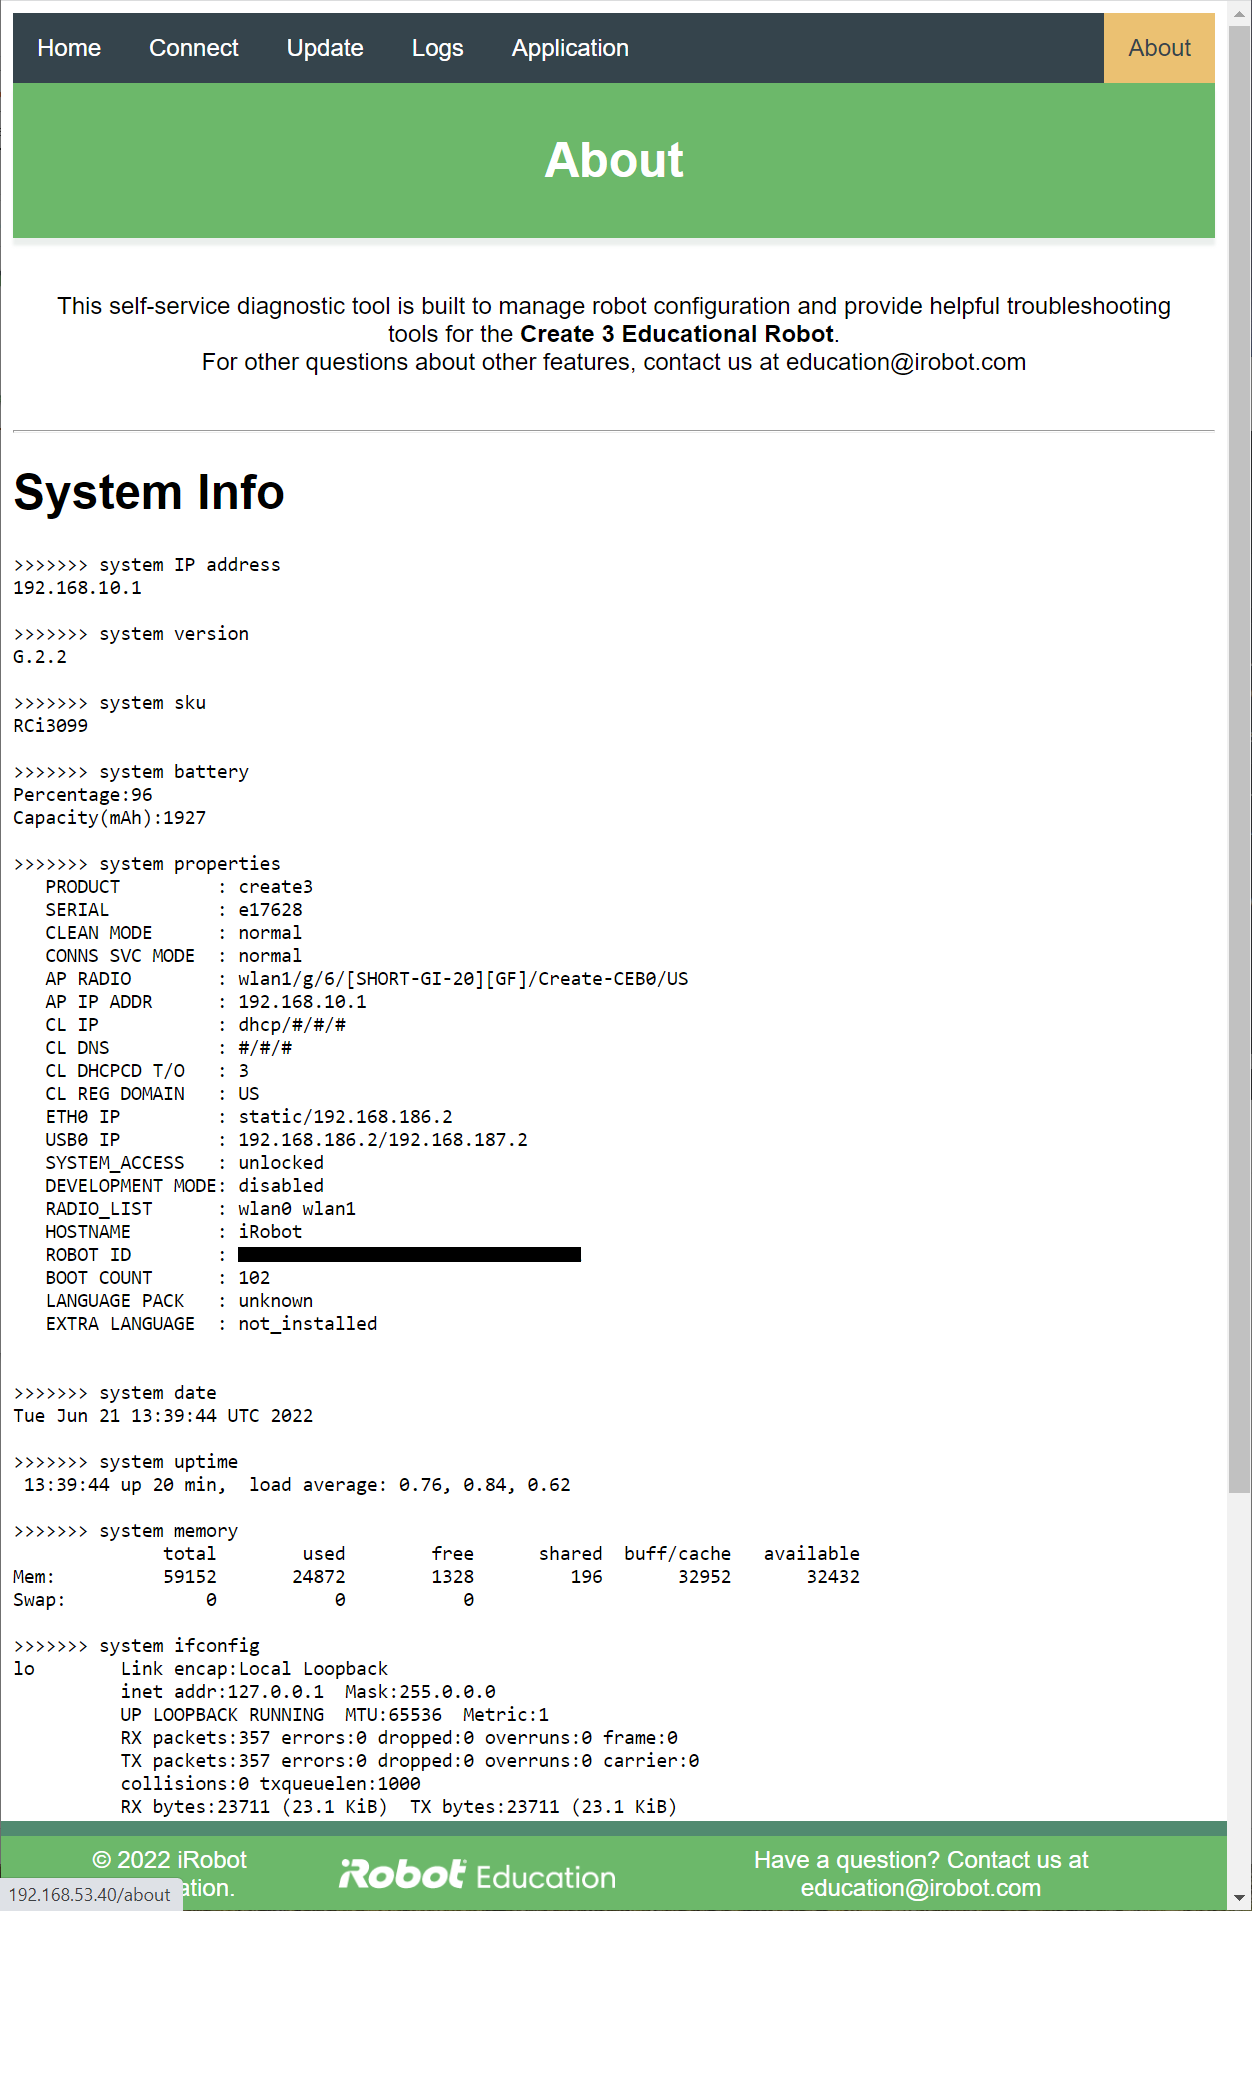 Home Connect Update Logs Application About
About
This self-service diagnostic tool is built to manage robot configuration and provide helpful troubleshooting
tools for the Create 3 Educational Robot.
For other questions about other features, contact us at education@irobot.com
System Info
>>>>>>> system IP address
192.168.10.1
>>>>>>> system version
G.2.2
>>>>>>> system sku
RCi3099
>>>>>>> system battery
Percentage:96
Capacity(mAh):1927
>>>>>>> system properties
   PRODUCT         : create3
   SERIAL          : e17628
   CLEAN MODE      : normal
   CONNS SVC MODE  : normal
   AP RADIO        : wlan1/g/6/[SHORT-GI-20][GF]/Create-CEB0/US
   AP IP ADDR      : 192.168.10.1
   CL IP           : dhcp/#/#/#
   CL DNS          : #/#/#
   CL DHCPCD T/O   : 3
   CL REG DOMAIN   : US
   ETH0 IP         : static/192.168.186.2
   USB0 IP         : 192.168.186.2/192.168.187.2
   SYSTEM_ACCESS   : unlocked
   DEVELOPMENT MODE: disabled
   RADIO_LIST      : wlan0 wlan1
   HOSTNAME        : iRobot
   ROBOT ID        :
   BOOT COUNT      : 102
   LANGUAGE PACK   : unknown
   EXTRA LANGUAGE  : not_installed
>>>>>>> system date
Tue Jun 21 13:39:44 UTC 2022
>>>>>>> system uptime
 13:39:44 up 20 min,  load average: 0.76, 0.84, 0.62
>>>>>>> system memory
              total        used        free      shared  buff/cache   available
Mem:          59152       24872        1328         196       32952       32432
Swap:             0           0           0
>>>>>>> system ifconfig
lo        Link encap:Local Loopback
          inet addr:127.0.0.1  Mask:255.0.0.0
          UP LOOPBACK RUNNING  MTU:65536  Metric:1
          RX packets:357 errors:0 dropped:0 overruns:0 frame:0
          TX packets:357 errors:0 dropped:0 overruns:0 carrier:0
          collisions:0 txqueuelen:1000
          RX bytes:23711 (23.1 KiB)  TX bytes:23711 (23.1 KiB)
© 2022 iRobot
ation.
iRobot Education
Have a question? Contact us at
education@irobot.com
192.168.53.40/about